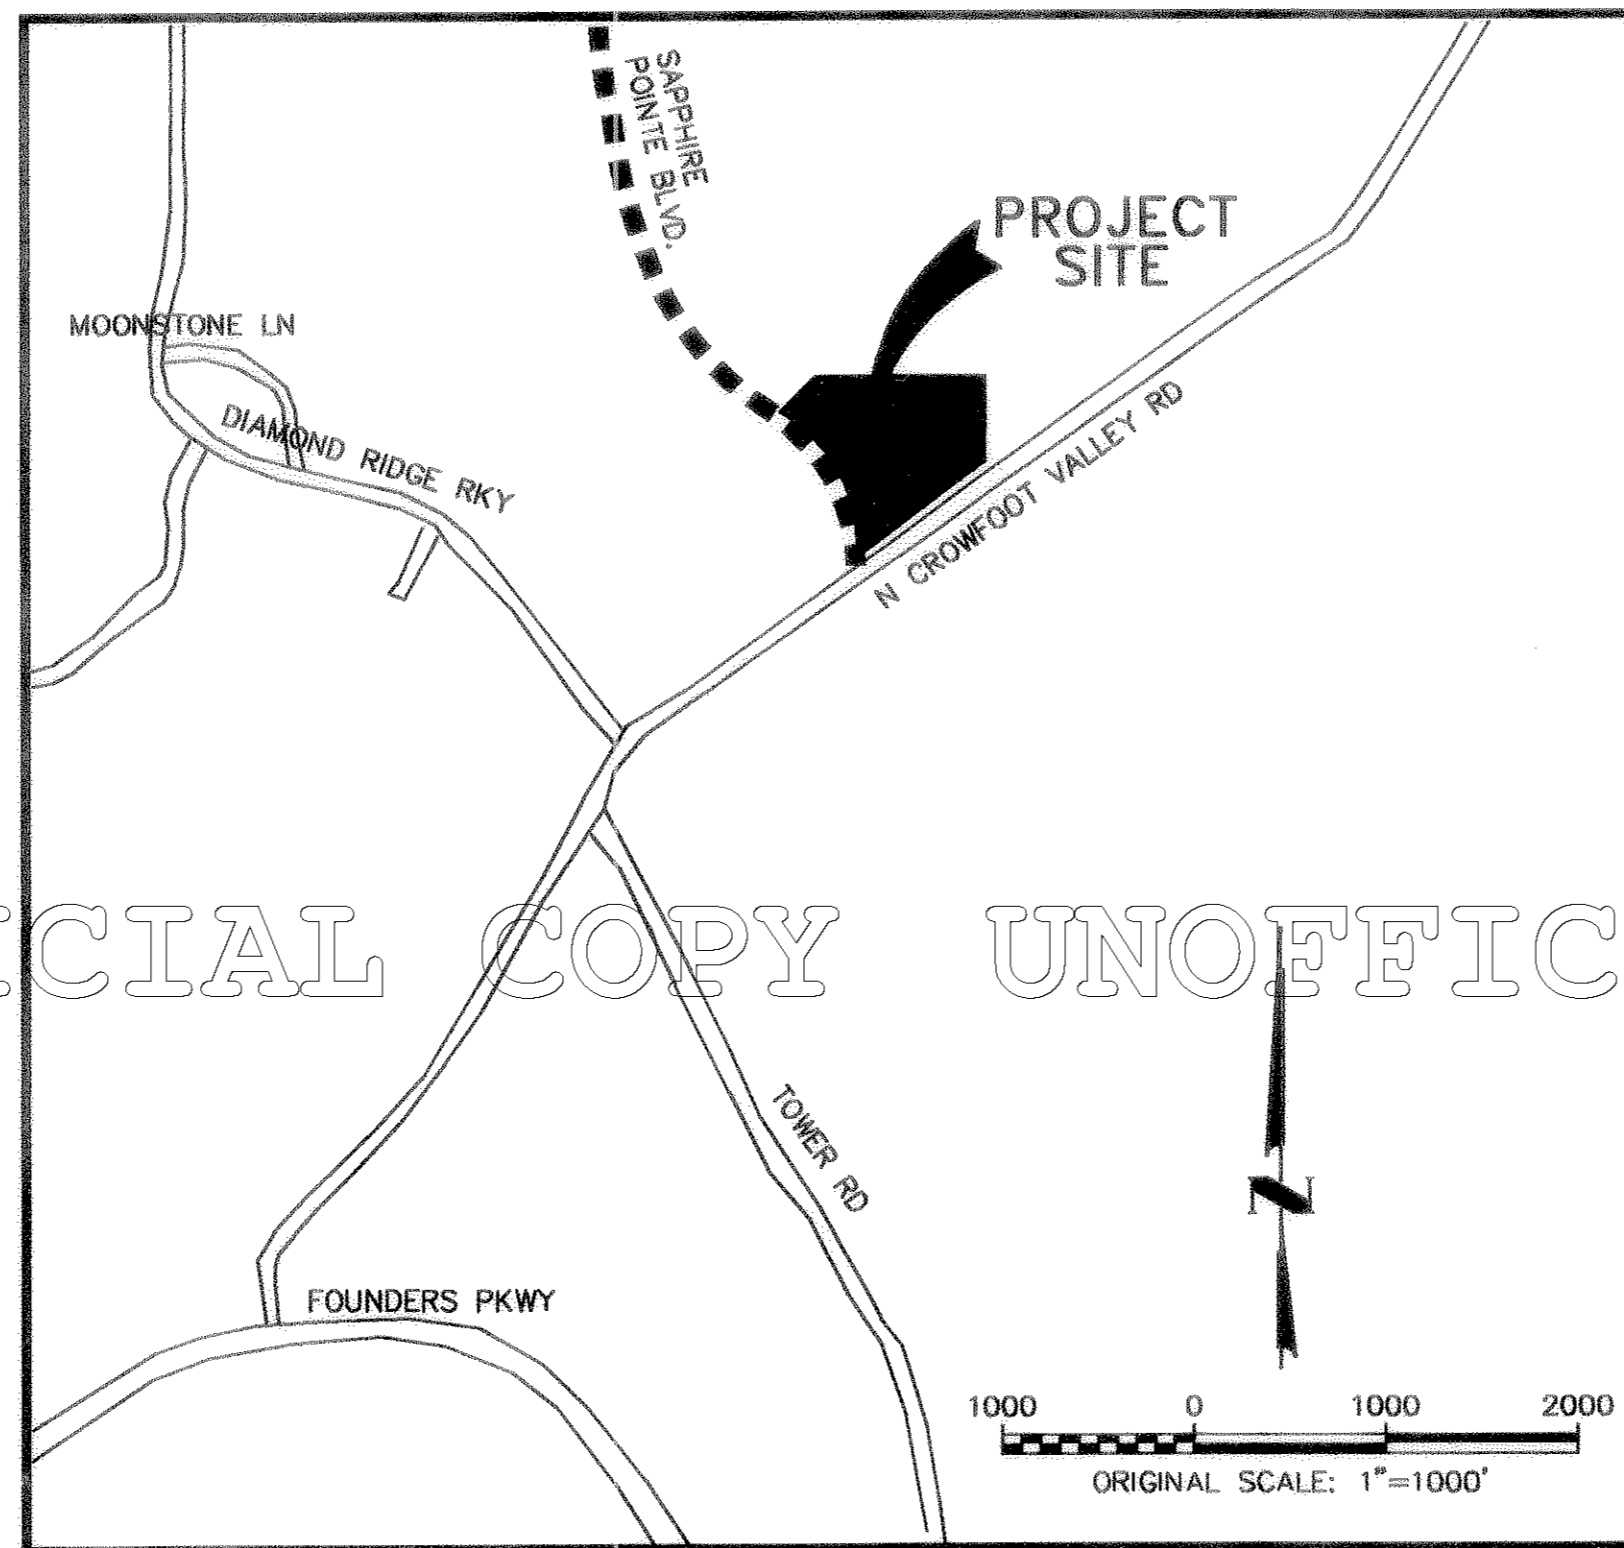 SAPPHIRE
POINTE BLVD.
PROJECT
SITE
MOONSTONE LN
DIAMOND RIDGE RKY
N CROWFOOT VALLEY RD
ICIAL COPY UNOFFIC
TOWER RD
N
FOUNDERS PKWY
1000 0 1000 2000
ORIGINAL SCALE: 1"=1000'